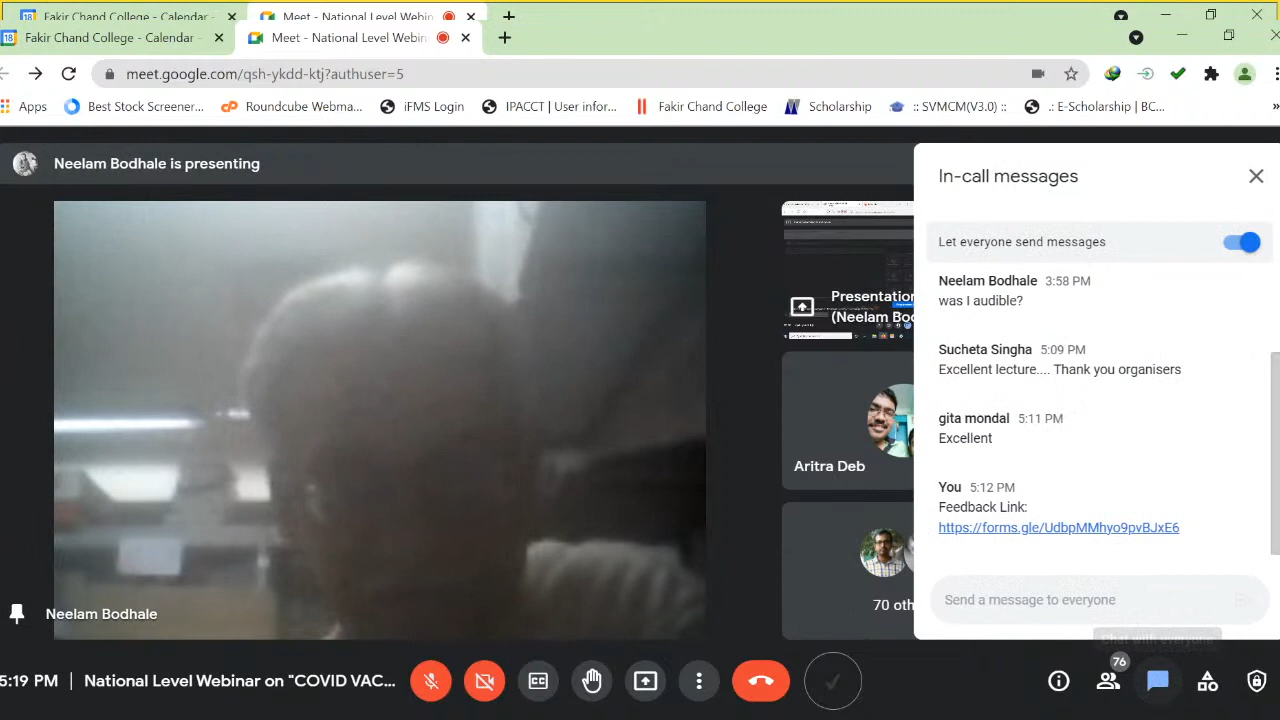 Fakir Chand College - Calendar
Meet - National Level Webin
Fakir Chand College - Calendar -
Meet - National Level Webin
meet.google.com/qsh-ykdd-ktj?authuser=5
Apps
Best Stock Screener...
Roundcube Webma...
iFMS Login
IPACCT | User infor...
Fakir Chand College
Scholarship
:: SVMCM(V3.0) ::
.: E-Scholarship | BC...
Neelam Bodhale is presenting
In-call messages
Let everyone send messages
Neelam Bodhale 3:58 PM
was I audible?
Sucheta Singha 5:09 PM
Excellent lecture.... Thank you organisers
gita mondal 5:11 PM
Excellent
You 5:12 PM
Feedback Link:
https://forms.gle/UdbpMMhyo9pvBJxE6
Send a message to everyone
Chat with everyone
Presentation
(Neelam Bod
Aritra Deb
70 oth
Neelam Bodhale
5:19 PM | National Level Webinar on "COVID VAC...
76